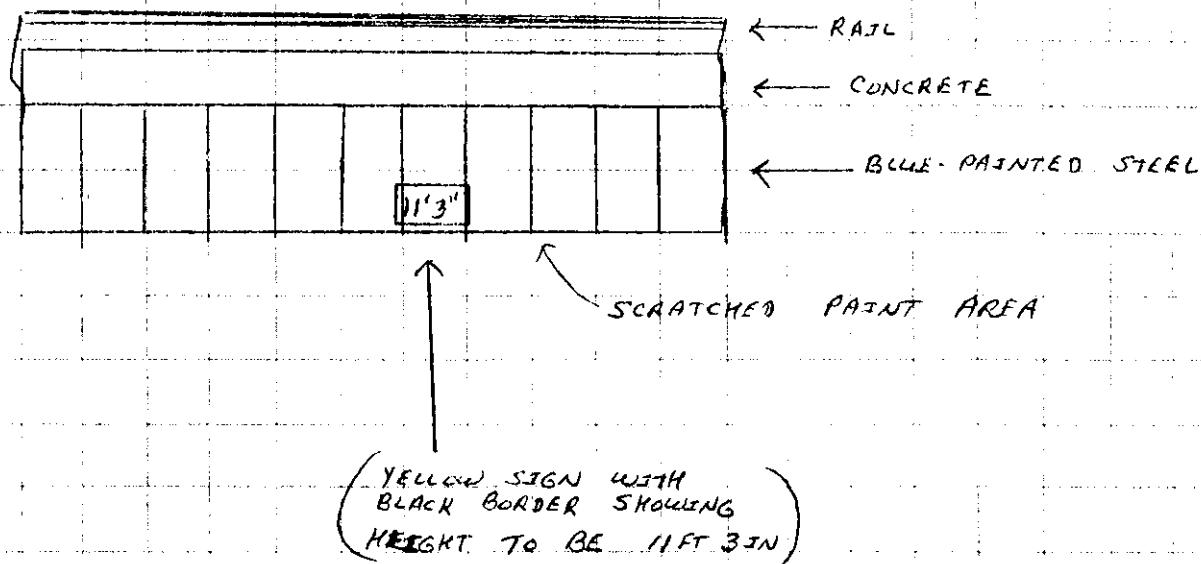 RAIL
CONCRETE
BLUE-PAINTED STEEL
11'3"
SCRATCHED PAINT AREA
(YELLOW SIGN WITH
BLACK BORDER SHOWING
HEIGHT TO BE 11 FT 3 IN)